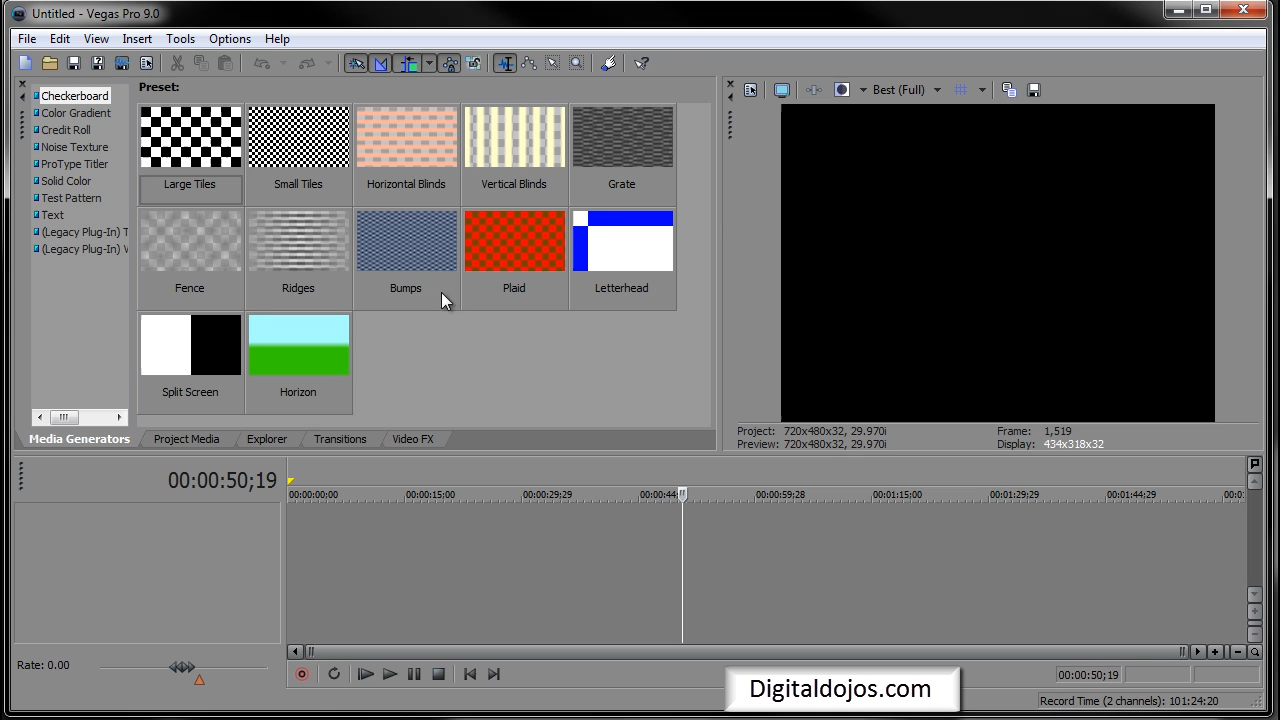 Untitled - Vegas Pro 9.0
File Edit View Insert Tools Options Help
Checkerboard
Color Gradient
Credit Roll
Noise Texture
ProType Titler
Solid Color
Test Pattern
Text
(Legacy Plug-In) T
(Legacy Plug-In) V
Preset:
Large Tiles Small Tiles Horizontal Blinds Vertical Blinds Grate
Fence Ridges Bumps Plaid Letterhead
Split Screen Horizon
Media Generators Project Media Explorer Transitions Video FX
Best (Full)
Project: 720x480x32, 29.970i Frame: 1,519
Preview: 720x480x32, 29.970i Display: 434x318x32
00:00:50;19
00:00:00;00 00:00:15;00 00:00:29;29 00:00:44; 00:00:59;28 00:01:15;00 00:01:29;29 00:01:44;29 00:0
Rate: 0.00
00:00:50;19
Digitaldojos.com
Record Time (2 channels): 101:24:20